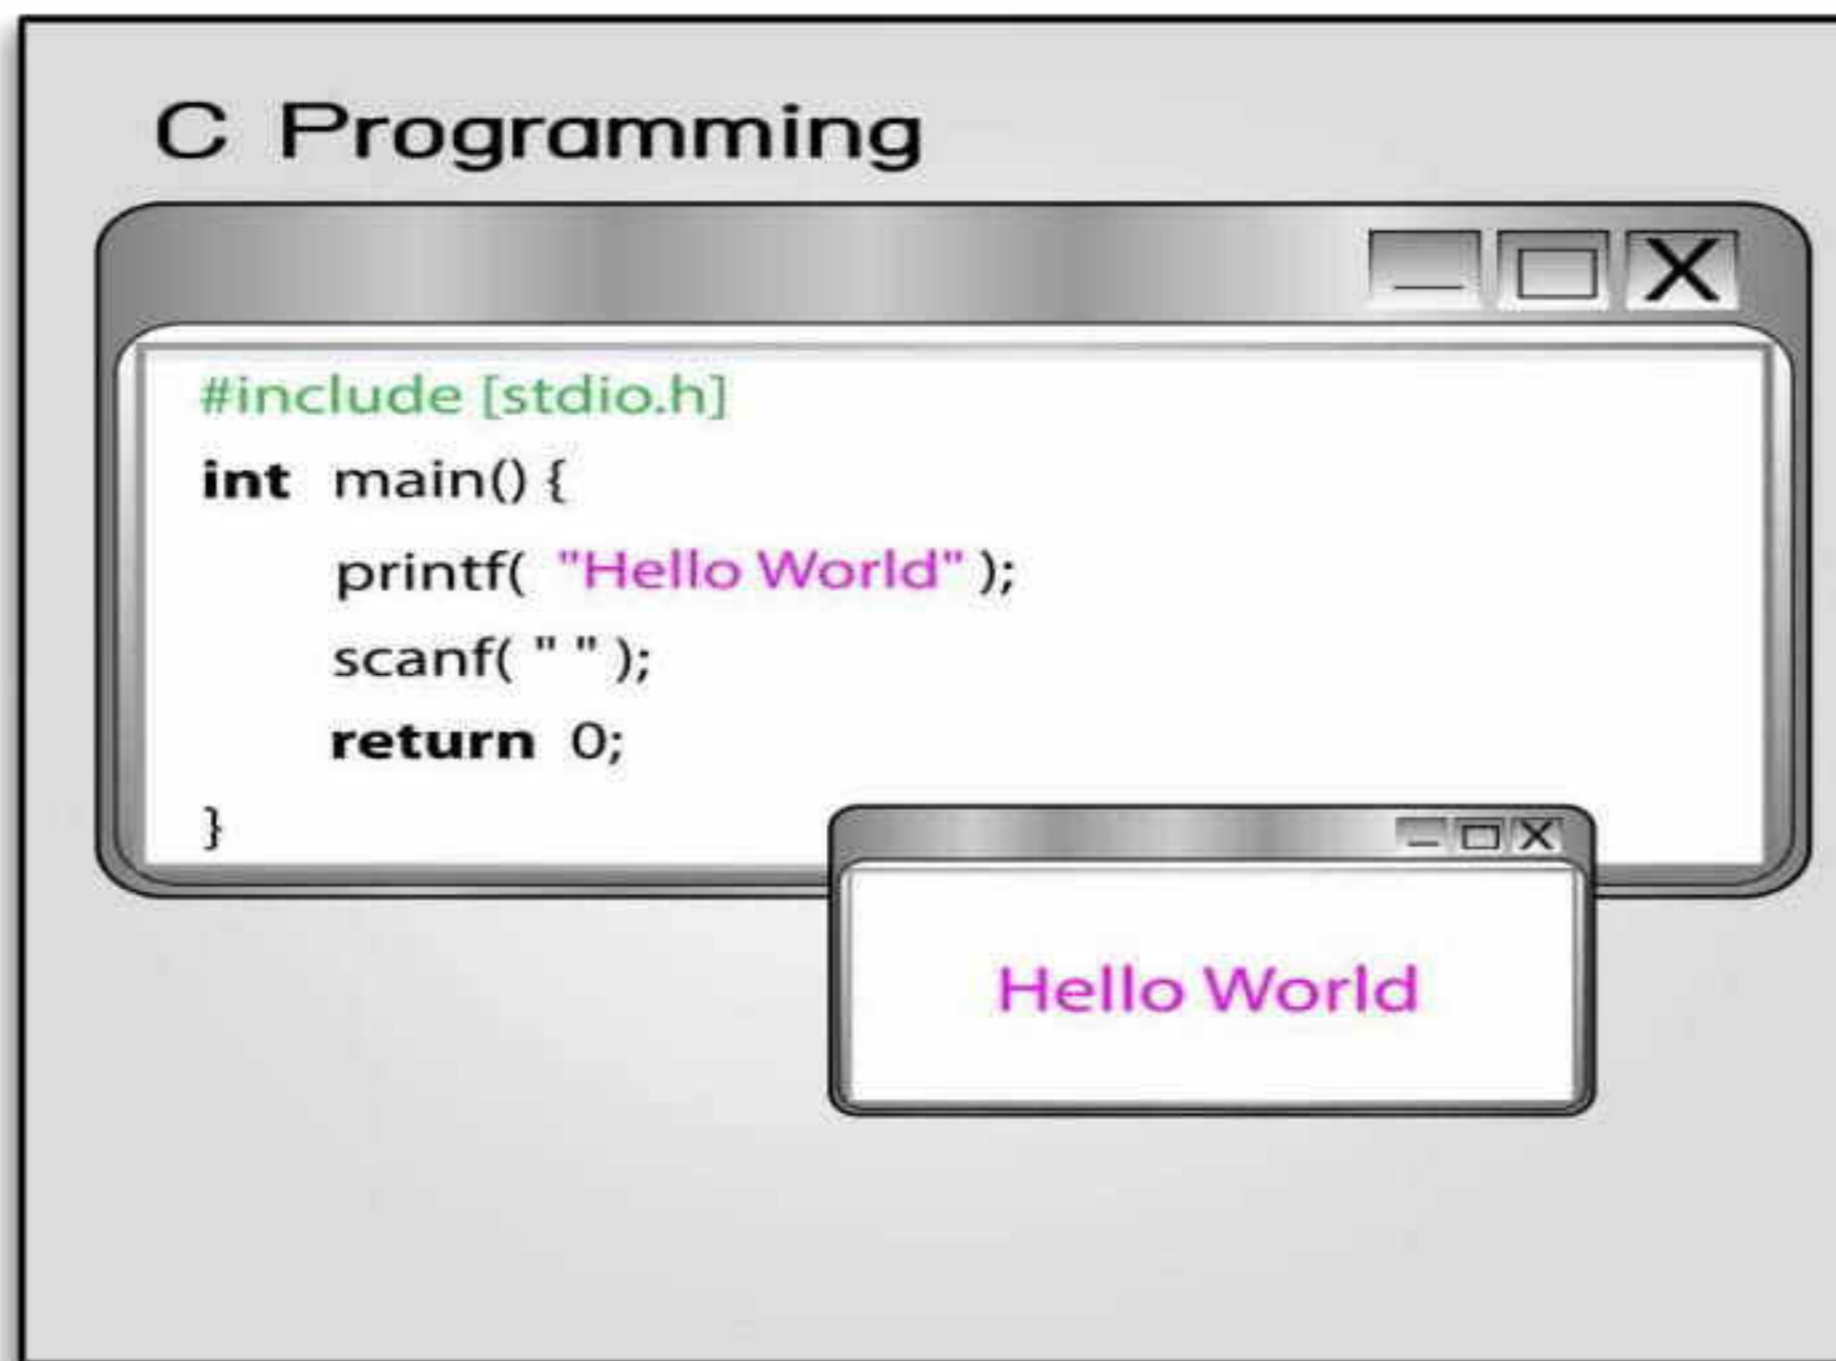 C Programming
#include [stdio.h]
int main() {
printf( "Hello World" );
scanf( " " );
return 0;
}
Hello World